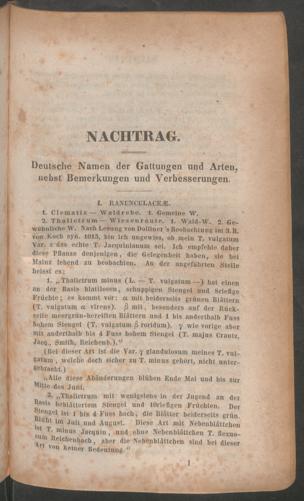 NACHTRAG.
Deutsche Namen der Gattungen und Arten,
nebst Bemerkungen und Verbesserungen.
I. RANUNCULACEÆ.
1. Clematis — Waldrebe. 1. Gemeine W.
2. Thalictrum — Wiesenraute. 1. Wald-W. 2. Ge-
wöhnliche W. Nach Lesung von Döllner's Beobachtungen im 3. B.
von Koch syn. 1015, bin ich ungewiss, ob mein T. vulgatum
Var. α das echte T. Jacquinianum sei. Ich empfehle daher
diese Pflanze denjenigen, die Gelegenheit haben, sie bei
Mainz lebend zu beobachten. An der angeführten Stelle
heisst es:
1. „Thalictrum minus (L. — T. vulgatum —) hat einen
an der Basis blattlosen, schuppigen Stengel und 8riefige
Früchte; es kommt vor: α mit beiderseits grünen Blättern
(T. vulgatum α virens). β mit, besonders auf der Rück-
seite meergrün-bereiften Blättern und 1 bis anderthalb Fuss
hohem Stengel (T. vulgatum β roridum). γ wie vorige aber
mit anderthalb bis 4 Fuss hohem Stengel (T. majus Crantz,
Jacq., Smith, Reichenb.).
(Bei dieser Art ist die Var. γ glandulosum meines T. vul-
gatum, welche doch sicher zu T. minus gehört, nicht unter-
gebracht.)
„Alle diese Abänderungen blühen Ende Mai und bis zur
Mitte des Juni.
2. „Thalictrum mit wenigstens in der Jugend an der
Basis beblättertem Stengel und 10riefigen Früchten. Der
Stengel ist 1 bis 4 Fuss hoch, die Blätter beiderseits grün.
Blüht im Juli und August. Diese Art mit Nebenblättchen
ist T. minus Jacquin, und ohne Nebenblättchen T. flexuo-
sum Reichenbach, aber die Nebenblättchen sind bei dieser
Art von keiner Bedeutung."
1